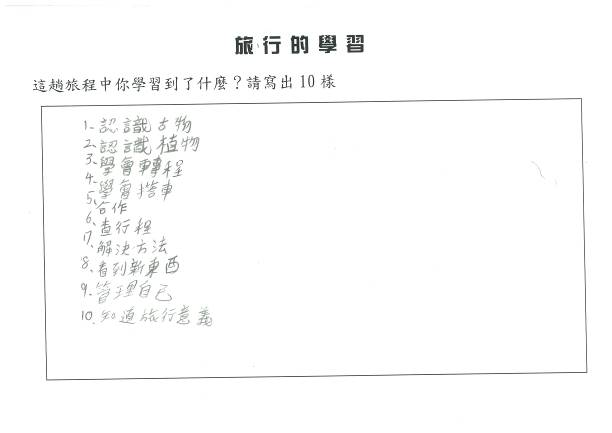 旅行的學習
這趟旅程中你學習到了什麼？請寫出10樣
1、認識古物
2、認識植物
3、學會轉程
4、學會搭車
5、合作
6、查行程
7、解決方法
8、看到新東西
9、管理自己
10、知道旅行意義